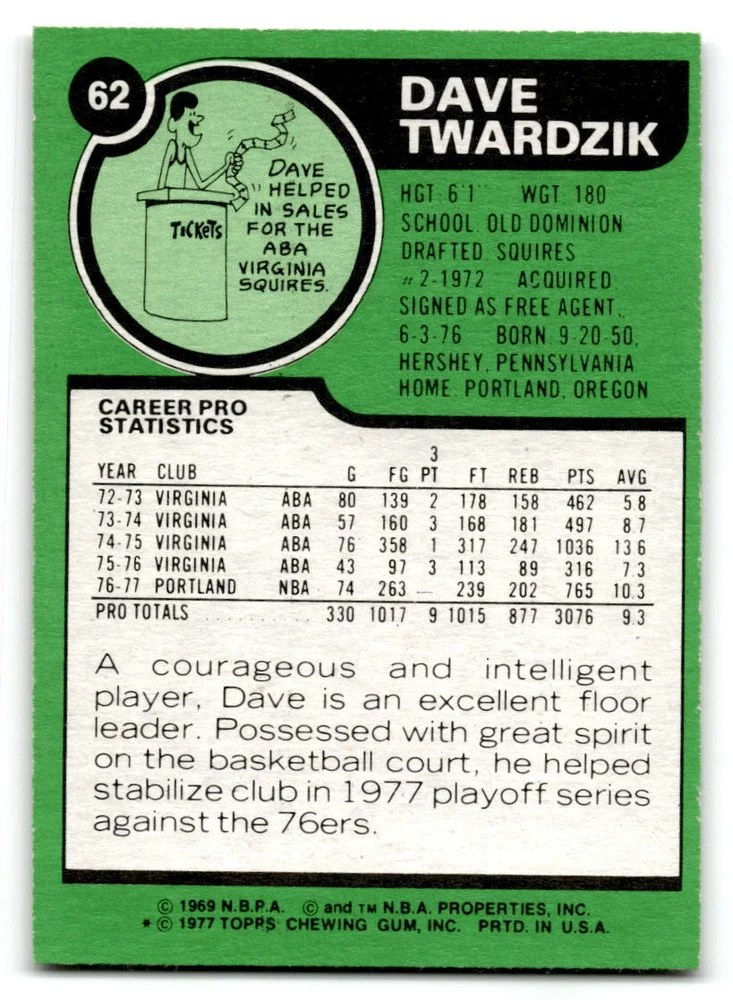 62
DAVE
TWARDZIK
DAVE
HELPED
IN SALES
FOR THE
ABA
VIRGINIA
SQUIRES.
TICKETS
HGT: 6'1" WGT: 180
SCHOOL: OLD DOMINION
DRAFTED: SQUIRES
#2-1972 ACQUIRED:
SIGNED AS FREE AGENT,
6-3-76 BORN: 9-20-50,
HERSHEY, PENNSYLVANIA
HOME: PORTLAND, OREGON
CAREER PRO
STATISTICS
YEAR CLUB G FG 3 PT FT REB PTS AVG
72-73 VIRGINIA ABA 80 139 2 178 158 462 5.8
73-74 VIRGINIA ABA 57 160 3 168 181 497 8.7
74-75 VIRGINIA ABA 76 358 1 317 247 1036 13.6
75-76 VIRGINIA ABA 43 97 3 113 89 316 7.3
76-77 PORTLAND NBA 74 263 — 239 202 765 10.3
PRO TOTALS .......... 330 1017 9 1015 877 3076 9.3
A courageous and intelligent
player, Dave is an excellent floor
leader. Possessed with great spirit
on the basketball court, he helped
stabilize club in 1977 playoff series
against the 76ers.
© 1969 N.B.P.A. © and TM N.B.A. PROPERTIES, INC.
* © 1977 TOPPS CHEWING GUM, INC. PRTD. IN U.S.A.